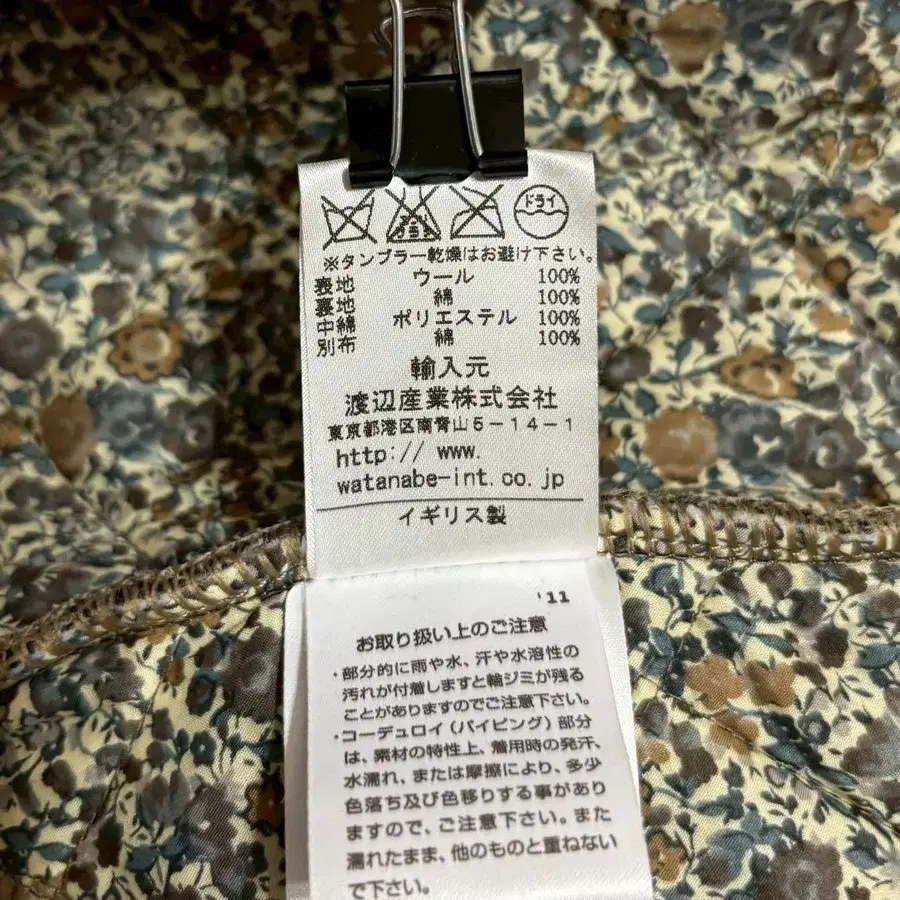 ドライ
※タンブラー乾燥はお避け下さい。
表地 ウール 100%
裏地 綿 100%
中綿 ポリエステル 100%
別布 綿 100%
輸入元
渡辺産業株式会社
東京都港区南青山5-14-1
http:// www.
watanabe-int.co.jp
イギリス製
'11
お取り扱い上のご注意
・部分的に雨や水、汗や水溶性の
汚れが付着しますと輪ジミが残る
ことがありますのでご注意下さい。
・コーデュロイ(パイピング)部分
は、素材の特性上、着用時の発汗、
水濡れ、または摩擦により、多少
色落ち及び色移りする事があり
ますので、ご注意下さい。また
濡れたまま、他のものと重ねない
で下さい。